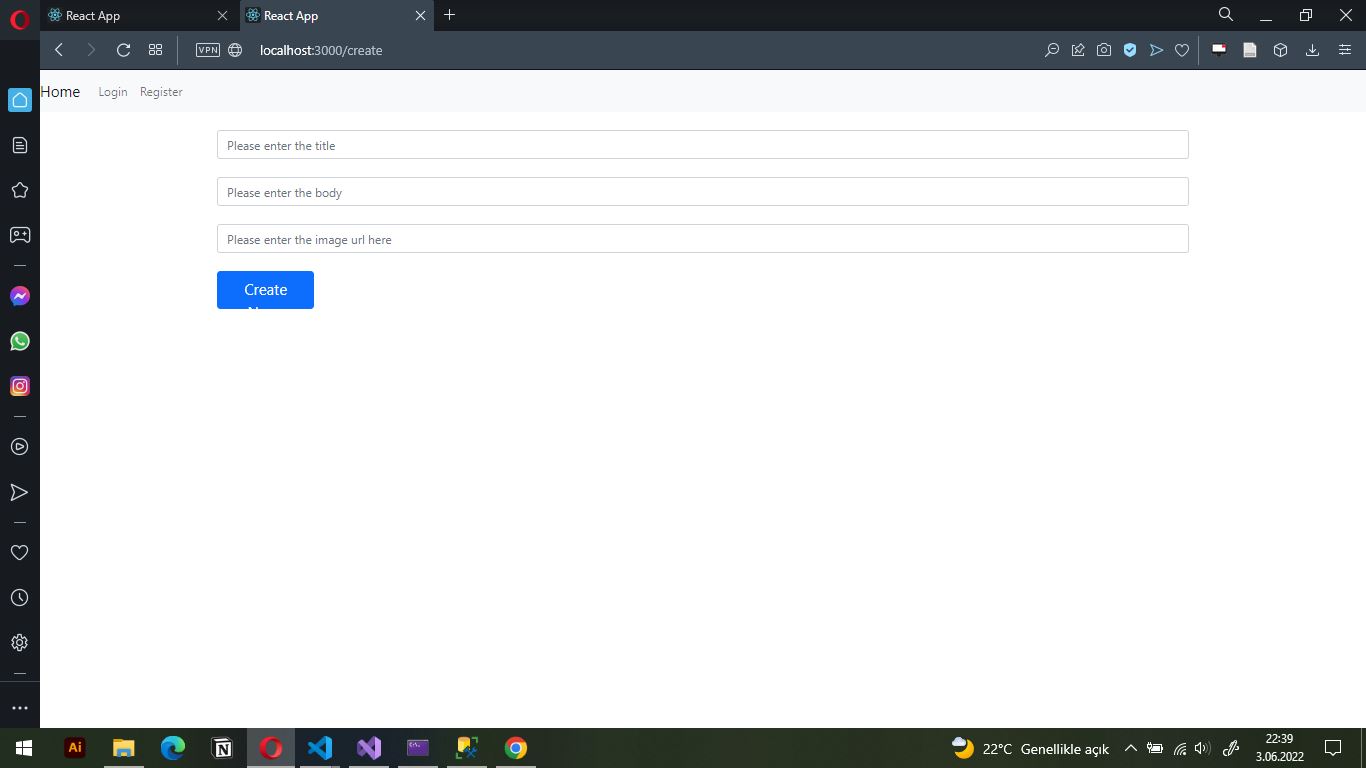 React App
React App
VPN
localhost:3000/create
Home Login Register
Please enter the title
Please enter the body
Please enter the image url here
Create
Ai
22°C Genellikle açık
22:39
3.06.2022